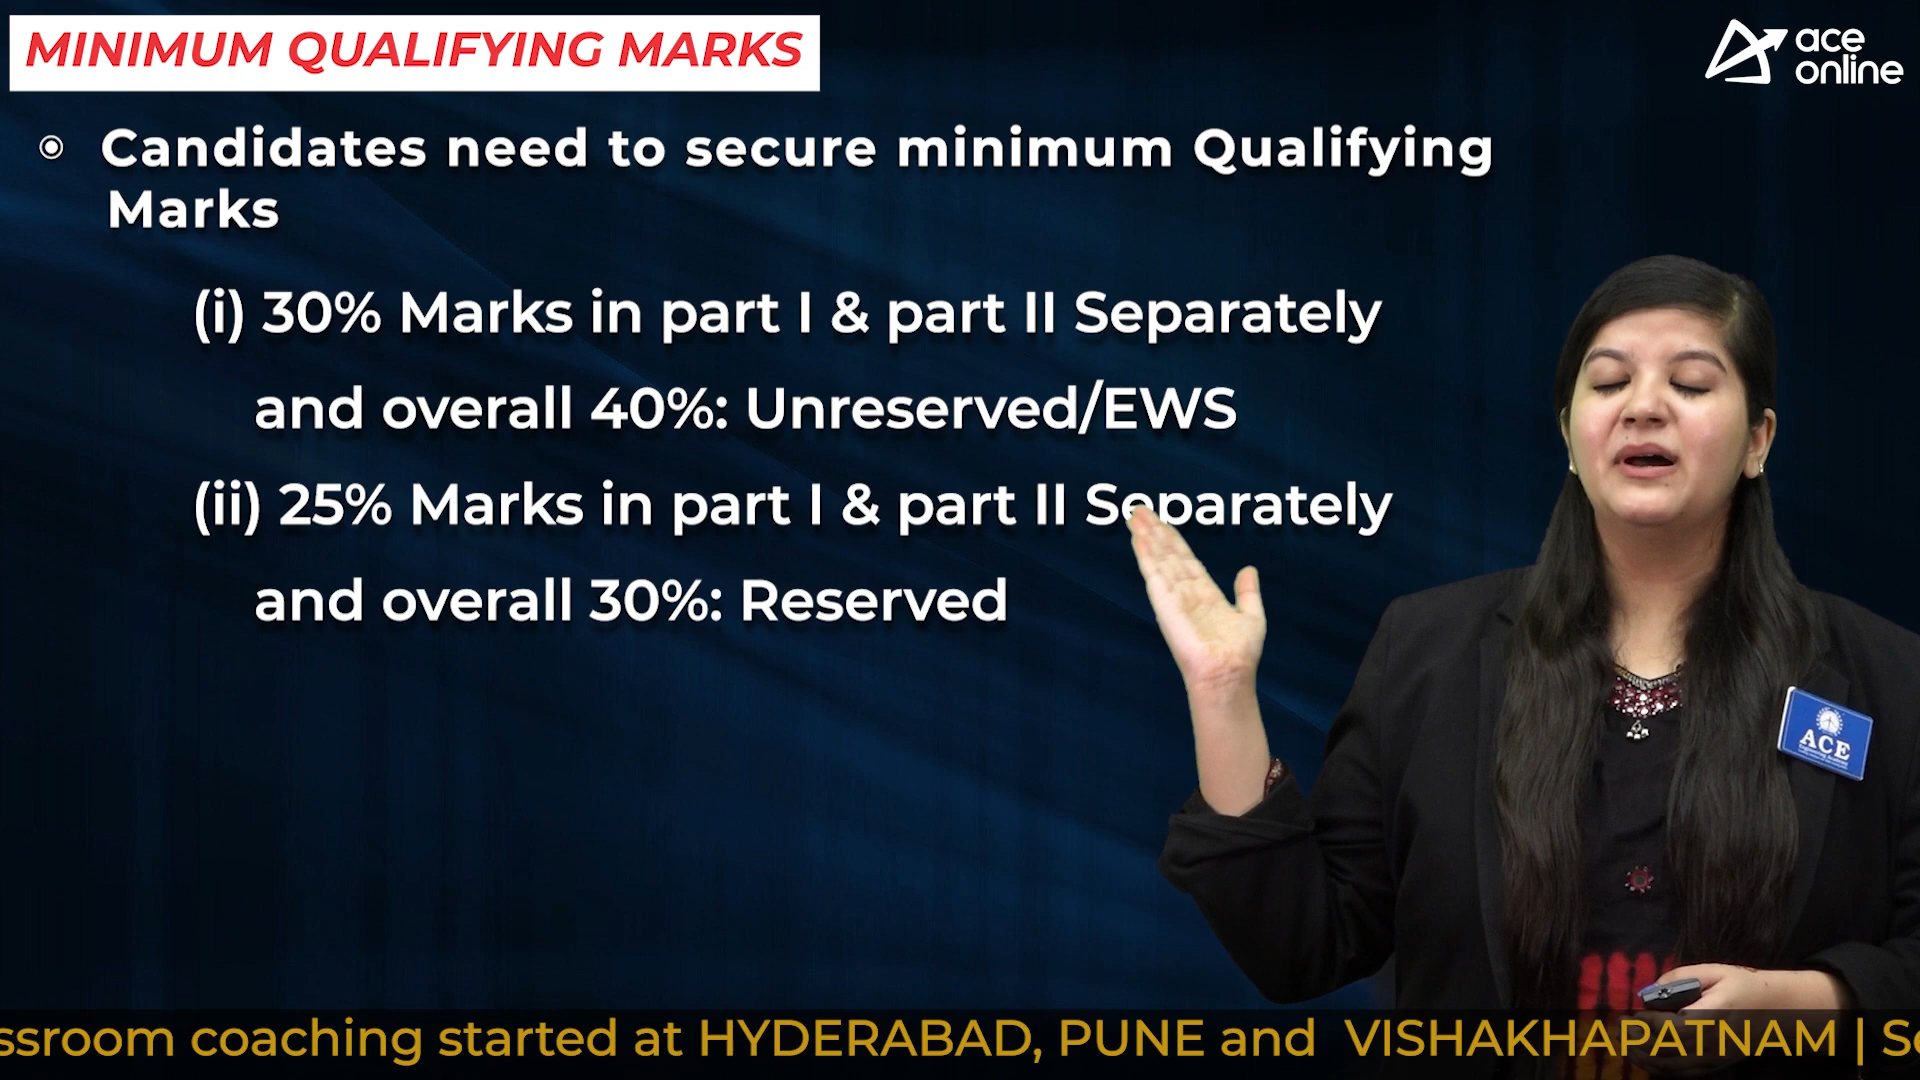 MINIMUM QUALIFYING MARKS
ace
online
Candidates need to secure minimum Qualifying
Marks
(i) 30% Marks in part I & part II Separately
and overall 40%: Unreserved/EWS
(ii) 25% Marks in part I & part II Separately
and overall 30%: Reserved
ACE
ssroom coaching started at HYDERABAD, PUNE and VISHAKHAPATNAM |